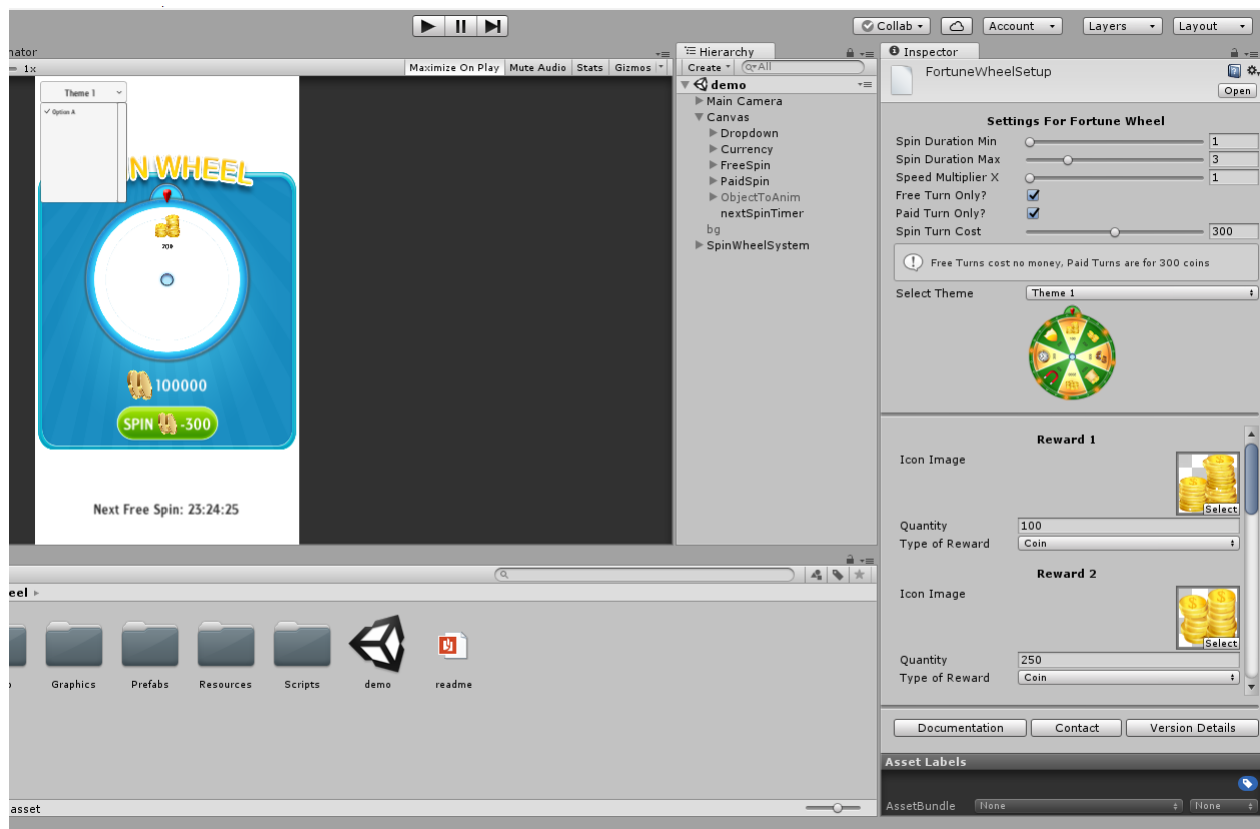 Collab
Account
Layers
Layout
nator
1x
Maximize On Play
Mute Audio
Stats
Gizmos
Theme 1
Option A
SPIN WHEEL
100000
SPIN -300
Next Free Spin: 23:24:25
Hierarchy
Create
All
demo
Main Camera
Canvas
Dropdown
Currency
FreeSpin
PaidSpin
ObjectToAnim
nextSpinTimer
bg
SpinWheelSystem
Inspector
FortuneWheelSetup
Open
Settings For Fortune Wheel
Spin Duration Min 1
Spin Duration Max 3
Speed Multiplier X 1
Free Turn Only?
Paid Turn Only?
Spin Turn Cost 300
Free Turns cost no money, Paid Turns are for 300 coins
Select Theme Theme 1
Reward 1
Icon Image
Select
Quantity 100
Type of Reward Coin
Reward 2
Icon Image
Select
Quantity 250
Type of Reward Coin
Documentation
Contact
Version Details
Asset Labels
AssetBundle None None
eel
Graphics
Prefabs
Resources
Scripts
demo
readme
asset